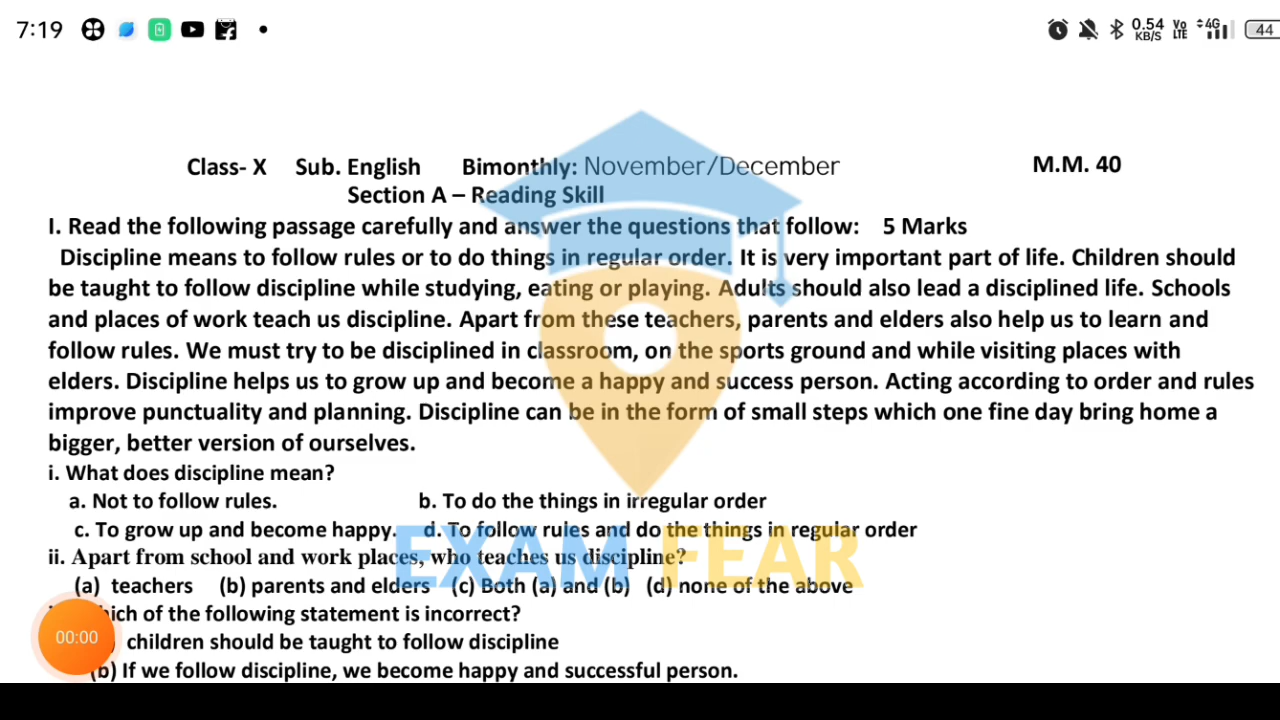 7:19
0.54 KB/S Vo LTE 4G 44
Class- X Sub. English Bimonthly: November/December M.M. 40
Section A – Reading Skill
I. Read the following passage carefully and answer the questions that follow: 5 Marks
Discipline means to follow rules or to do things in regular order. It is very important part of life. Children should
be taught to follow discipline while studying, eating or playing. Adults should also lead a disciplined life. Schools
and places of work teach us discipline. Apart from these teachers, parents and elders also help us to learn and
follow rules. We must try to be disciplined in classroom, on the sports ground and while visiting places with
elders. Discipline helps us to grow up and become a happy and success person. Acting according to order and rules
improve punctuality and planning. Discipline can be in the form of small steps which one fine day bring home a
bigger, better version of ourselves.
i. What does discipline mean?
a. Not to follow rules. b. To do the things in irregular order
c. To grow up and become happy. d. To follow rules and do the things in regular order
EXAM FEAR
ii. Apart from school and work places, who teaches us discipline?
(a) teachers (b) parents and elders (c) Both (a) and (b) (d) none of the above
of the following statement is incorrect?
00:00
children should be taught to follow discipline
(b) If we follow discipline, we become happy and successful person.